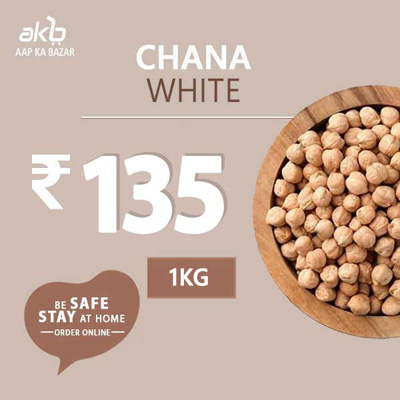 akb
AAP KA BAZAR
CHANA
WHITE
₹135
1KG
BE SAFE
STAY AT HOME
ORDER ONLINE